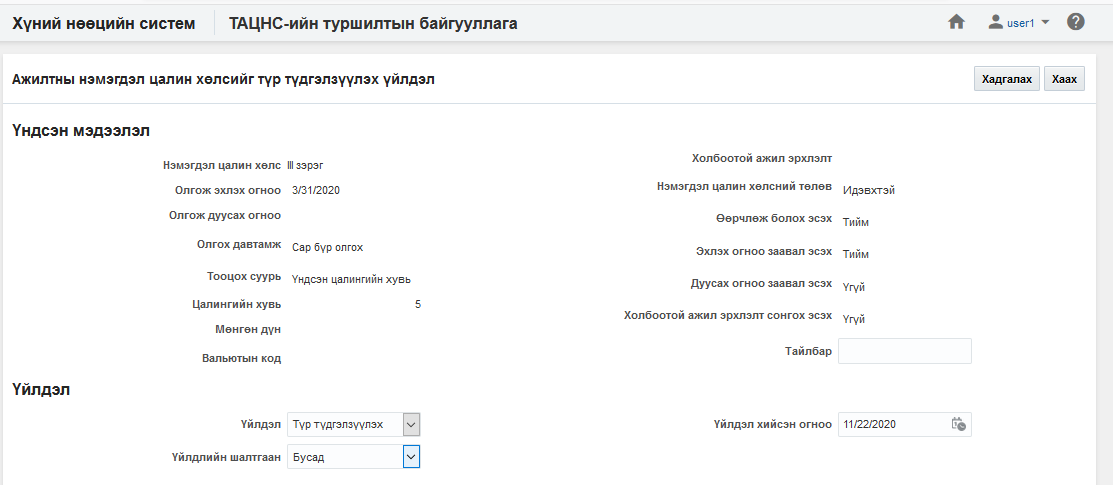 Хүний нөөцийн систем ТАЦНС-ийн туршилтын байгууллага user1
Ажилтны нэмэгдэл цалин хөлсийг түр түдгэлзүүлэх үйлдэл Хадгалах Хаах
Үндсэн мэдээлэл
Нэмэгдэл цалин хөлс III зэрэг
Олгож эхлэх огноо 3/31/2020
Олгож дуусах огноо
Олгох давтамж Сар бүр олгох
Тооцох суурь Үндсэн цалингийн хувь
Цалингийн хувь 5
Мөнгөн дүн
Вальютын код
Холбоотой ажил эрхлэлт
Нэмэгдэл цалин хөлсний төлөв Идэвхтэй
Өөрчлөж болох эсэх Тийм
Эхлэх огноо заавал эсэх Тийм
Дуусах огноо заавал эсэх Үгүй
Холбоотой ажил эрхлэлт сонгох эсэх Үгүй
Тайлбар
Үйлдэл
Үйлдэл Түр түдгэлзүүлэх
Үйлдлийн шалтгаан Бусад
Үйлдэл хийсэн огноо 11/22/2020